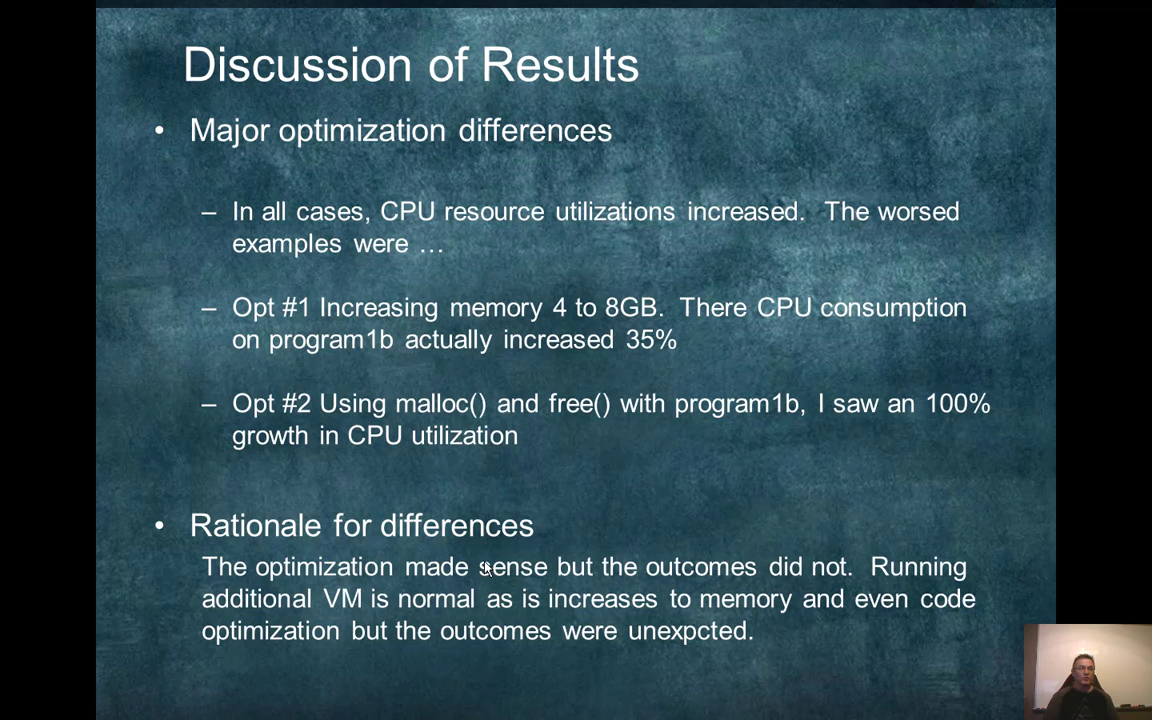 Discussion of Results
• Major optimization differences
– In all cases, CPU resource utilizations increased. The worsed
examples were …
– Opt #1 Increasing memory 4 to 8GB. There CPU consumption
on program1b actually increased 35%
– Opt #2 Using malloc() and free() with program1b, I saw an 100%
growth in CPU utilization
• Rationale for differences
The optimization made sense but the outcomes did not. Running
additional VM is normal as is increases to memory and even code
optimization but the outcomes were unexpcted.